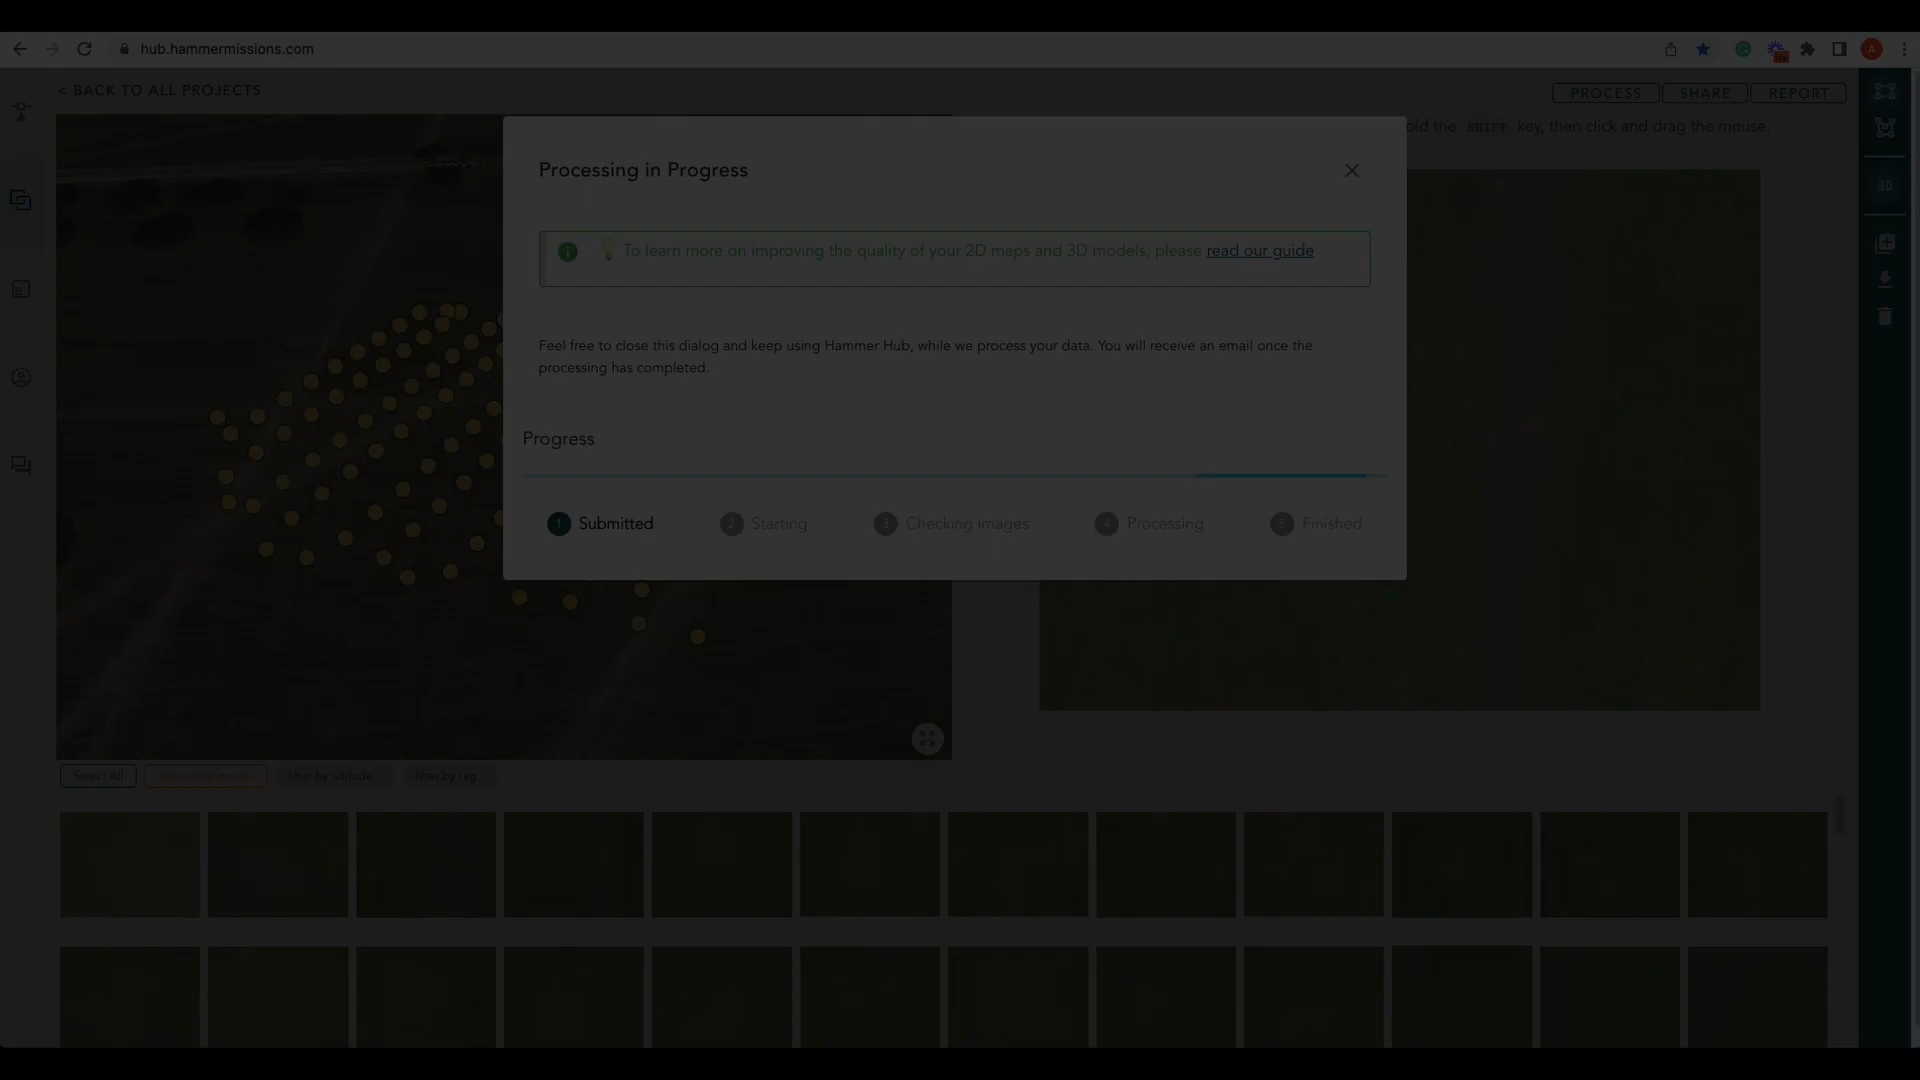 hub.hammermissions.com
A
< BACK TO ALL PROJECTS
PROCESS
SHARE
REPORT
old the SHIFT key, then click and drag the mouse.
3D
Processing in Progress
To learn more on improving the quality of your 2D maps and 3D models, please read our guide
Feel free to close this dialog and keep using Hammer Hub, while we process your data. You will receive an email once the
processing has completed.
Progress
1 Submitted
2 Starting
3 Checking images
4 Processing
5 Finished
Select All
filter by altitude...
filter by tag